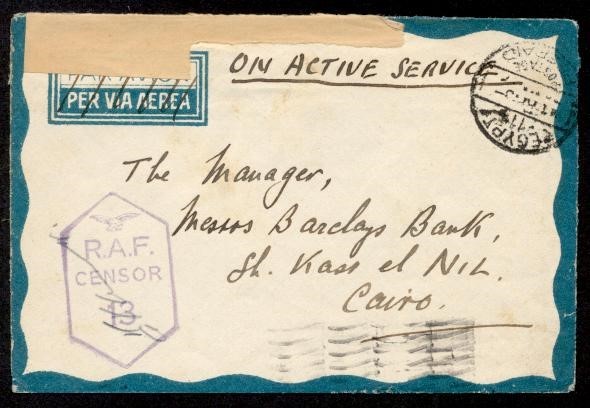 ON ACTIVE SERVICE
PER VIA AEREA
EGYPT
PREPAID
The Manager,
Messrs Barclays Bank,
Sh. Kasr el Nil.
Cairo.
R.A.F.
CENSOR
13